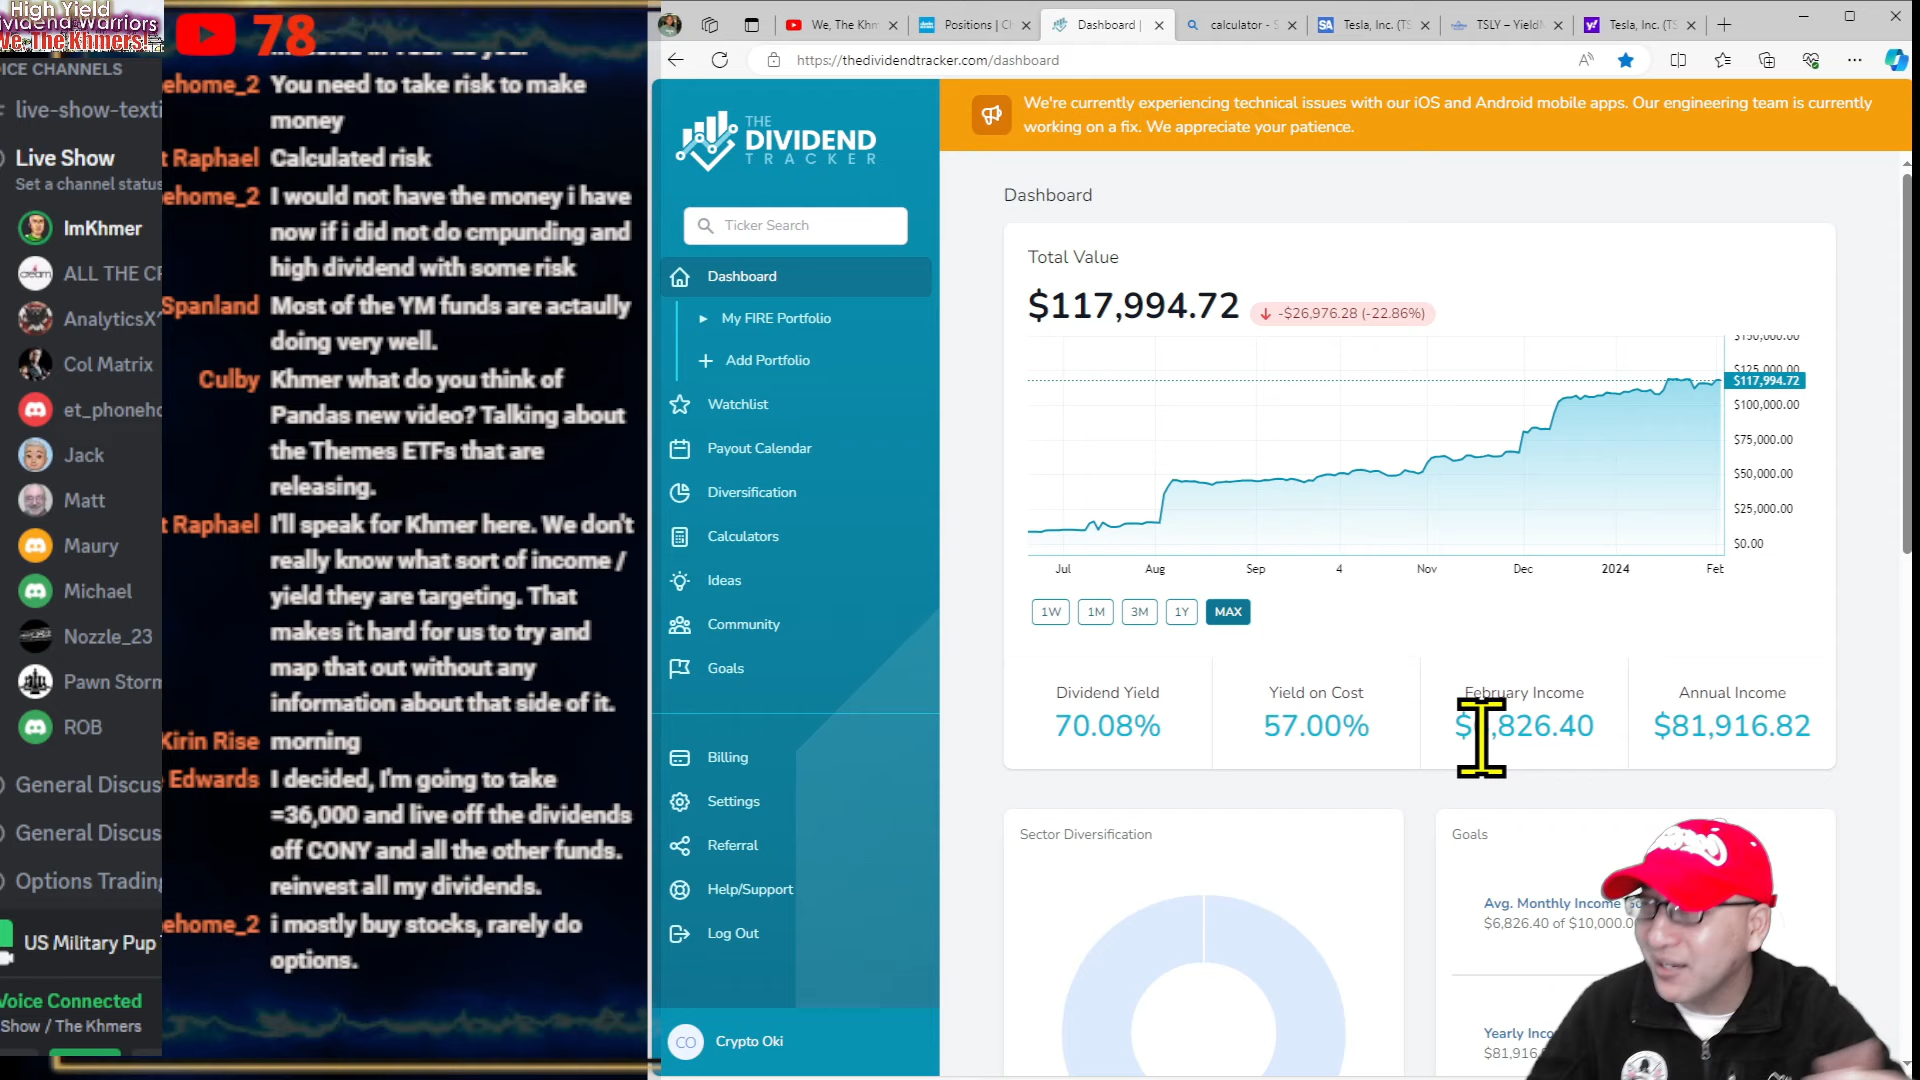 High Yield
Dividend Warriors
We, The Khmers!
VOICE CHANNELS
live-show-texti
Live Show
Set a channel status
ImKhmer
ALL THE CR
AnalyticsX
Col Matrix
et_phoneho
Jack
Matt
Maury
Michael
Nozzle_23
Pawn Storm
ROB
General Discus
General Discus
Options Trading
US Military Pup
Voice Connected
Show / The Khmers
78
ehome_2 You need to take risk to make
money
t Raphael Calculated risk
ehome_2 I would not have the money i have
now if i did not do cmpunding and
high dividend with some risk
Spanland Most of the YM funds are actaully
doing very well.
Culby Khmer what do you think of
Pandas new video? Talking about
the Themes ETFs that are
releasing.
t Raphael I'll speak for Khmer here. We don't
really know what sort of income /
yield they are targeting. That
makes it hard for us to try and
map that out without any
information about that side of it.
Kirin Rise morning
Edwards I decided, I'm going to take
=36,000 and live off the dividends
off CONY and all the other funds.
reinvest all my dividends.
ehome_2 i mostly buy stocks, rarely do
options.
We, The Khm
Positions | Ch
Dashboard |
calculator - S
Tesla, Inc. (TS
TSLY – YieldM
Tesla, Inc. (TS
https://thedividendtracker.com/dashboard
THE
DIVIDEND
TRACKER
Ticker Search
Dashboard
My FIRE Portfolio
Add Portfolio
Watchlist
Payout Calendar
Diversification
Calculators
Ideas
Community
Goals
Billing
Settings
Referral
Help/Support
Log Out
CO Crypto Oki
We're currently experiencing technical issues with our iOS and Android mobile apps. Our engineering team is currently
working on a fix. We appreciate your patience.
Dashboard
Total Value
$117,994.72 -$26,976.28 (-22.86%)
$150,000.00
$125,000.00
$117,994.72
$100,000.00
$75,000.00
$50,000.00
$25,000.00
$0.00
Jul Aug Sep 4 Nov Dec 2024 Fet
1W 1M 3M 1Y MAX
Dividend Yield
70.08%
Yield on Cost
57.00%
February Income
,826.40
Annual Income
$81,916.82
Sector Diversification
Goals
Avg. Monthly Income
$6,826.40 of $10,000.0
Yearly Inco
$81,916